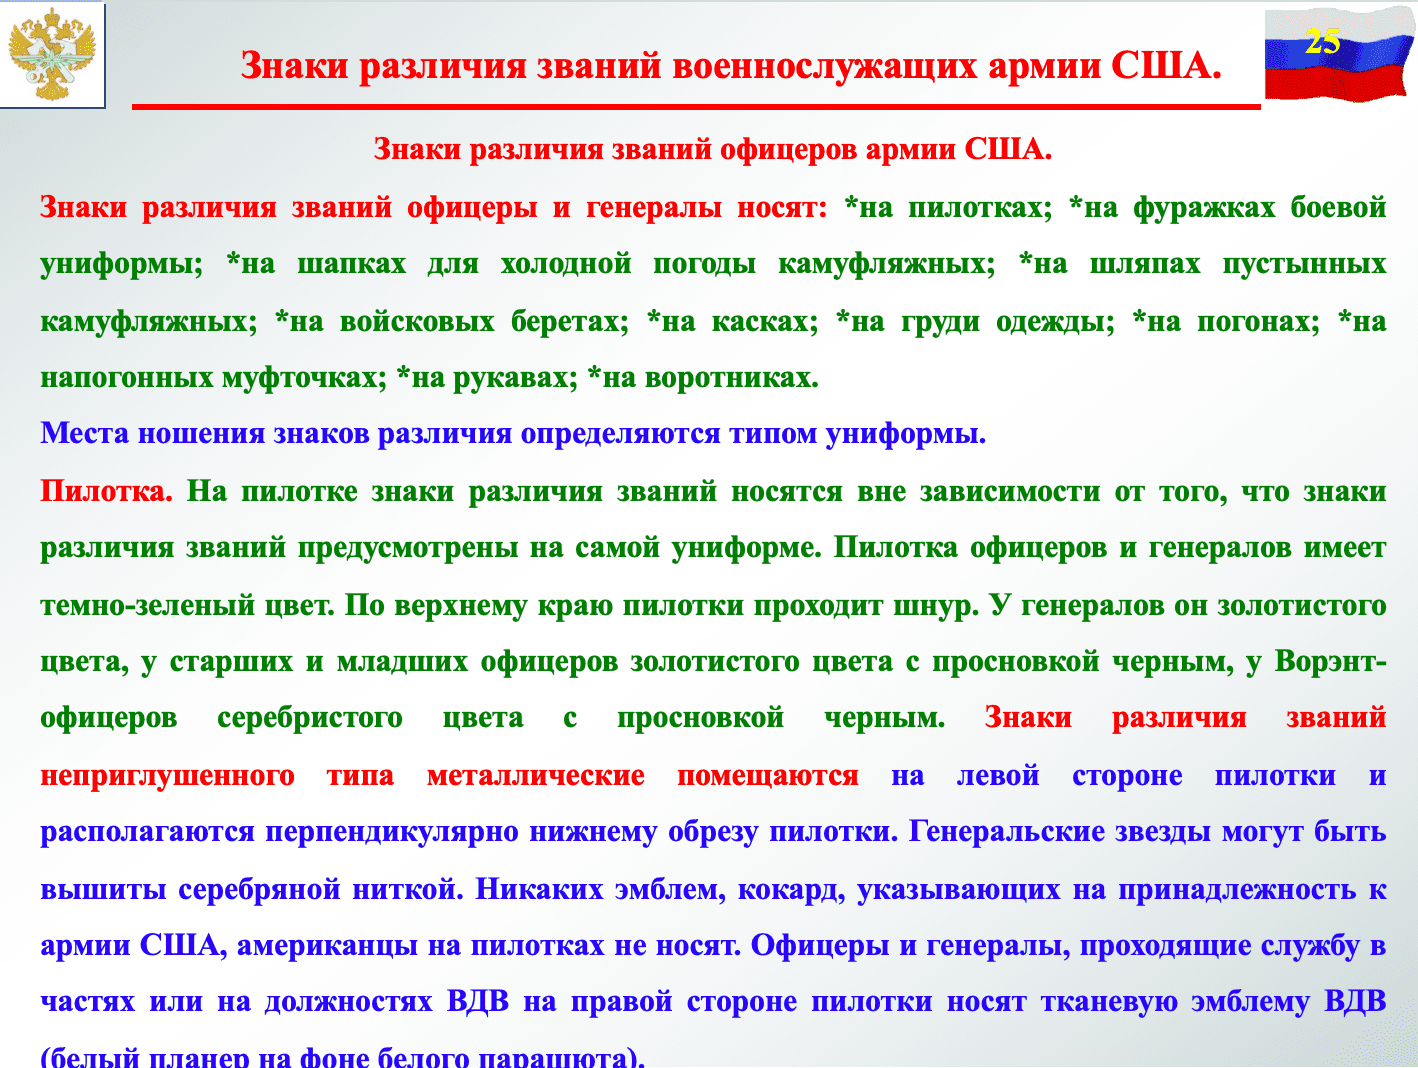 25
Знаки различия званий военнослужащих армии США.
Знаки различия званий офицеров армии США.
Знаки различия званий офицеры и генералы носят: *на пилотках; *на фуражках боевой
униформы; *на шапках для холодной погоды камуфляжных; *на шляпах пустынных
камуфляжных; *на войсковых беретах; *на касках; *на груди одежды; *на погонах; *на
напогонных муфточках; *на рукавах; *на воротниках.
Места ношения знаков различия определяются типом униформы.
Пилотка. На пилотке знаки различия званий носятся вне зависимости от того, что знаки
различия званий предусмотрены на самой униформе. Пилотка офицеров и генералов имеет
темно-зеленый цвет. По верхнему краю пилотки проходит шнур. У генералов он золотистого
цвета, у старших и младших офицеров золотистого цвета с просновкой черным, у Ворэнт-
офицеров серебристого цвета с просновкой черным. Знаки различия званий
неприглушенного типа металлические помещаются на левой стороне пилотки и
располагаются перпендикулярно нижнему обрезу пилотки. Генеральские звезды могут быть
вышиты серебряной ниткой. Никаких эмблем, кокард, указывающих на принадлежность к
армии США, американцы на пилотках не носят. Офицеры и генералы, проходящие службу в
частях или на должностях ВДВ на правой стороне пилотки носят тканевую эмблему ВДВ
(белый планер на фоне белого парашюта).